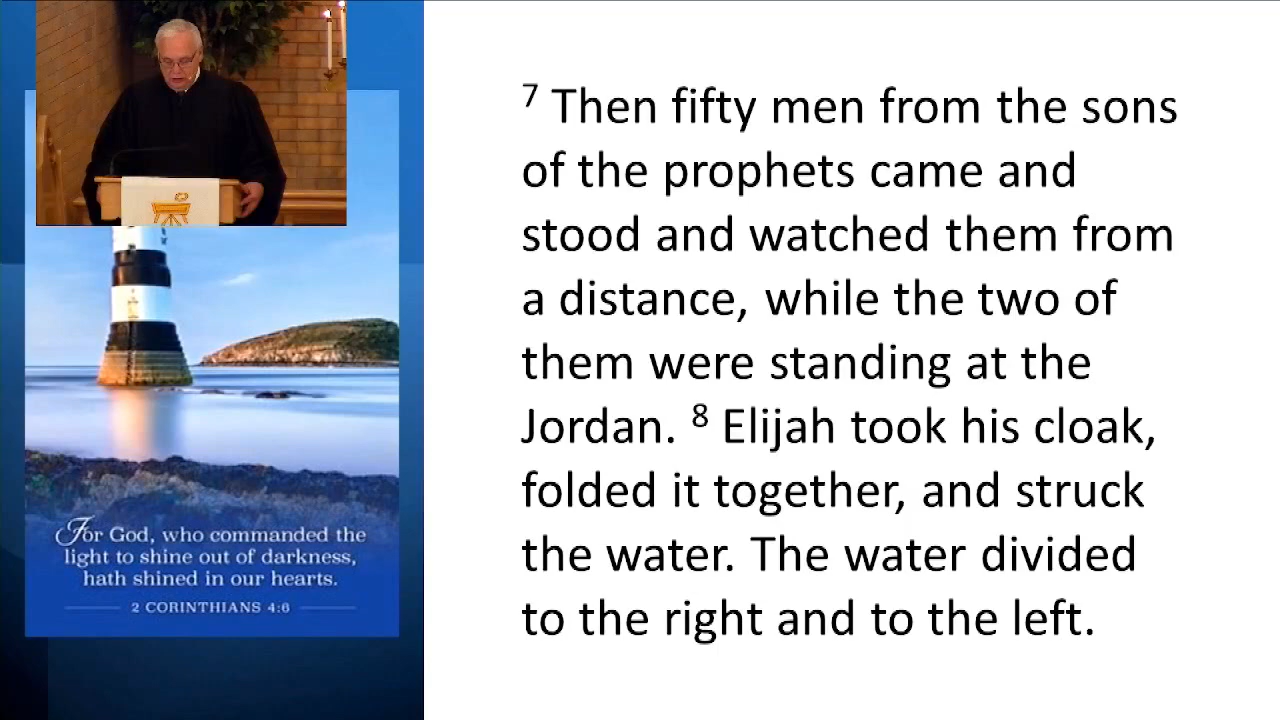 For God, who commanded the
light to shine out of darkness,
hath shined in our hearts.
2 CORINTHIANS 4:6
7 Then fifty men from the sons
of the prophets came and
stood and watched them from
a distance, while the two of
them were standing at the
Jordan. 8 Elijah took his cloak,
folded it together, and struck
the water. The water divided
to the right and to the left.